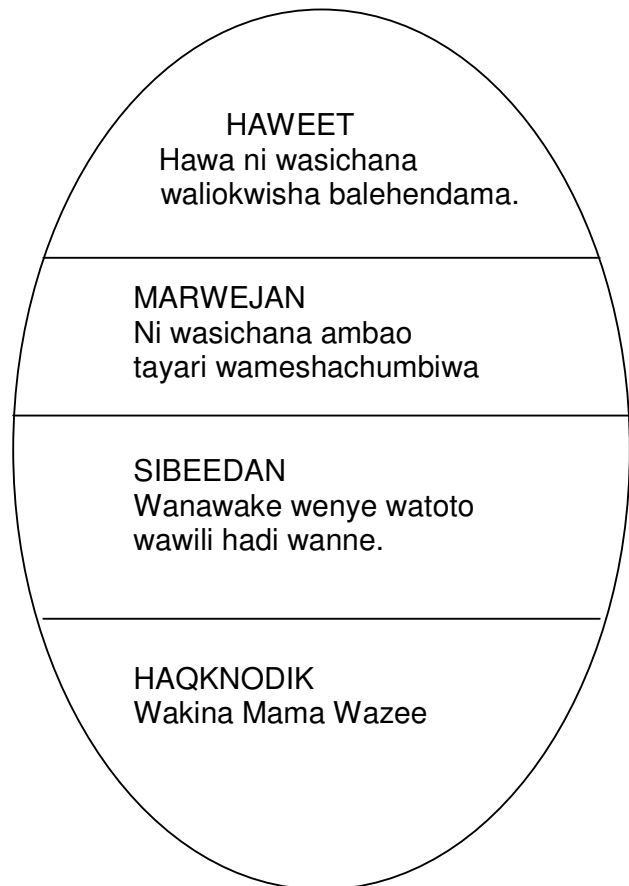 HAWEET
Hawa ni wasichana
waliokwisha balehendama.
MARWEJAN
Ni wasichana ambao
tayari wameshachumbiwa
SIBEEDAN
Wanawake wenye watoto
wawili hadi wanne.
HAQKNODIK
Wakina Mama Wazee